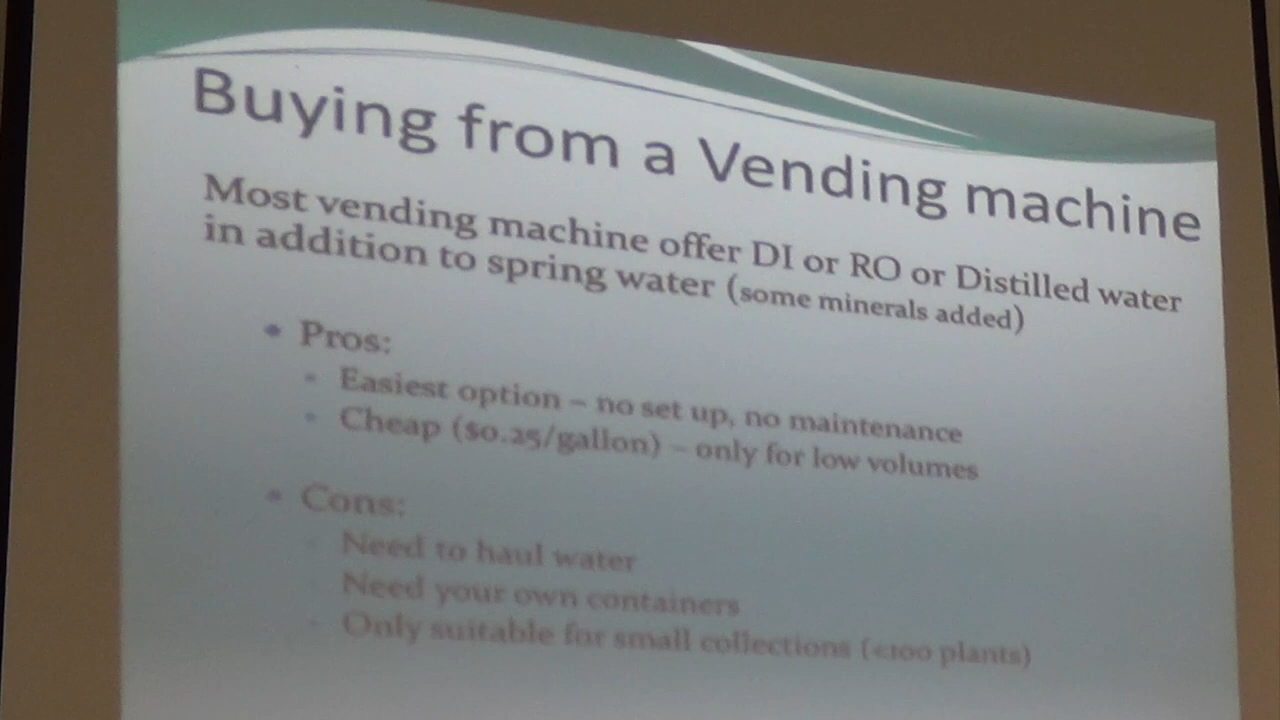 Buying from a Vending machine
Most vending machine offer DI or RO or Distilled water
in addition to spring water (some minerals added)
• Pros:
• Easiest option – no set up, no maintenance
• Cheap ($0.25/gallon) – only for low volumes
• Cons:
• Need to haul water
• Need your own containers
• Only suitable for small collections (<100 plants)